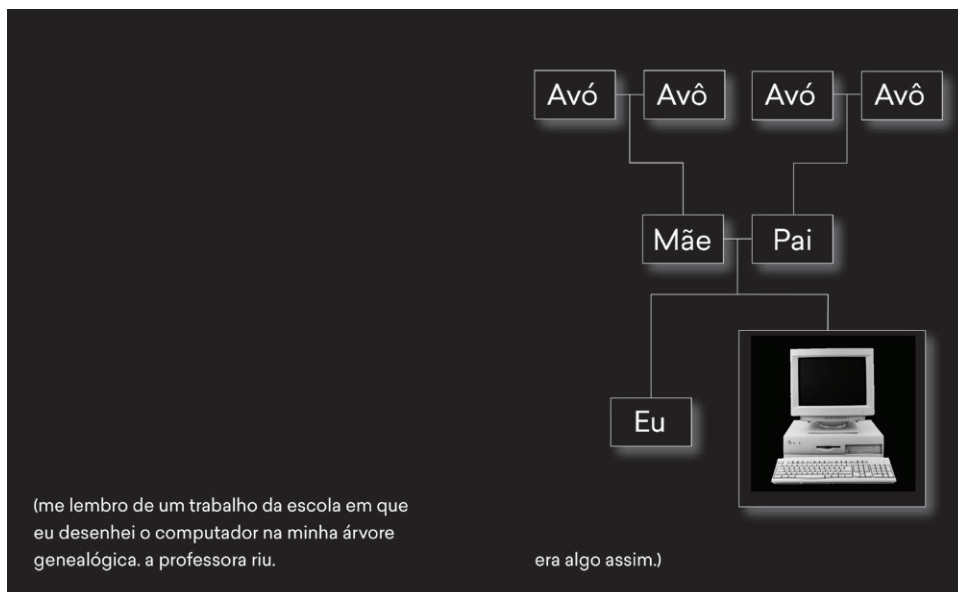 Avó Avô Avó Avô
Mãe Pai
Eu
(me lembro de um trabalho da escola em que
eu desenhei o computador na minha árvore
genealógica. a professora riu.
era algo assim.)